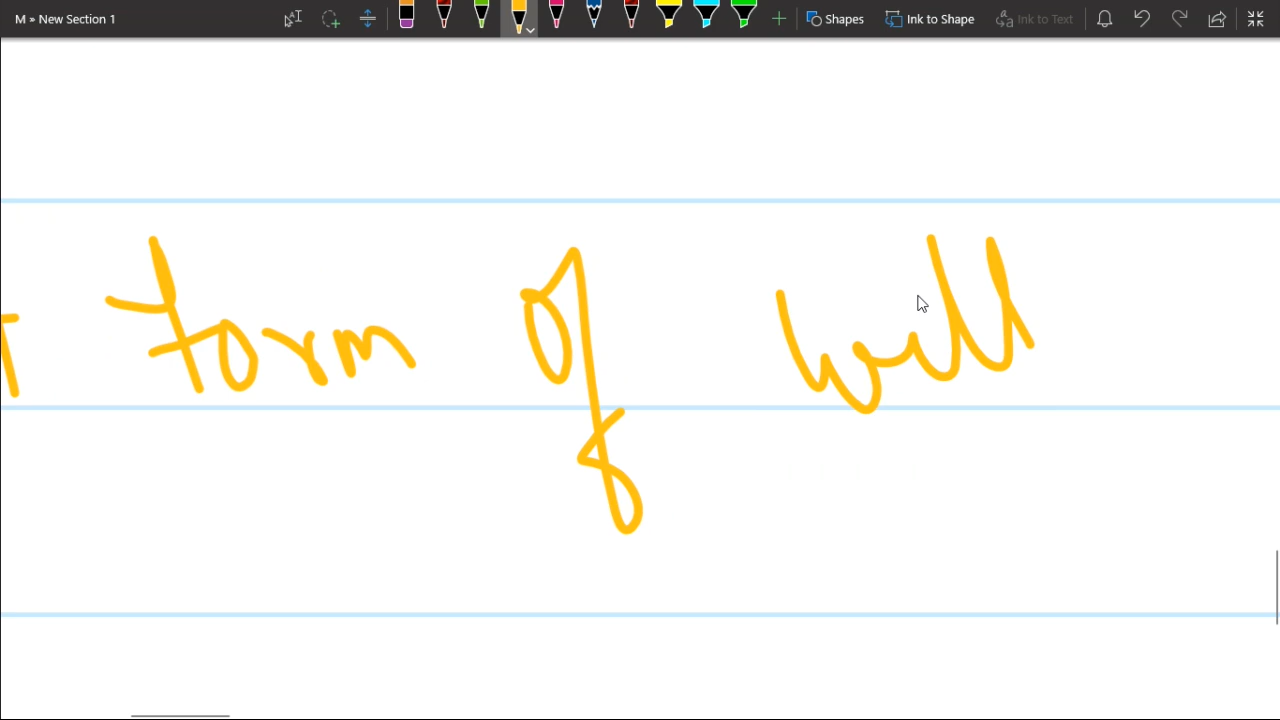 M » New Section 1 Shapes Ink to Shape Ink to Text
form of will